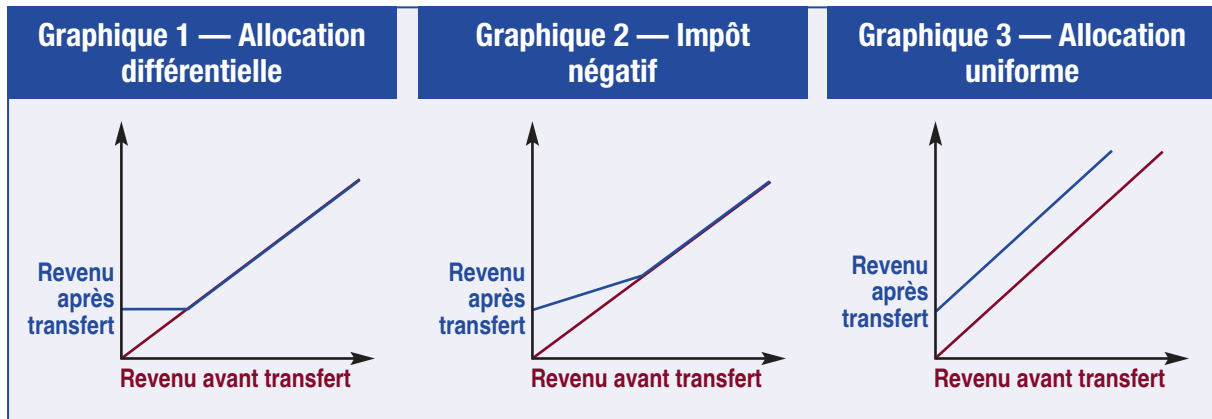 Graphique 1 — Allocation
différentielle
Revenu
après
transfert
Revenu avant transfert
Graphique 2 — Impôt
négatif
Revenu
après
transfert
Revenu avant transfert
Graphique 3 — Allocation
uniforme
Revenu
après
transfert
Revenu avant transfert